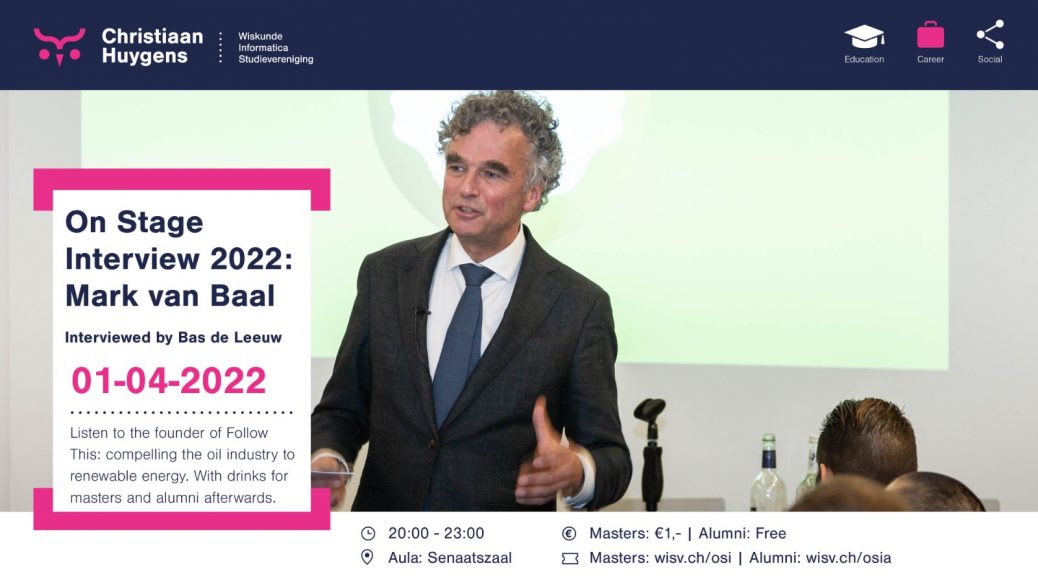 Christiaan
Huygens
Wiskunde
Informatica
Studievereniging
Education
Career
Social
On Stage
Interview 2022:
Mark van Baal
Interviewed by Bas de Leeuw
01-04-2022
Listen to the founder of Follow
This: compelling the oil industry to
renewable energy. With drinks for
masters and alumni afterwards.
20:00 - 23:00
Masters: €1,- | Alumni: Free
Aula: Senaatszaal
Masters: wisv.ch/osi | Alumni: wisv.ch/osia